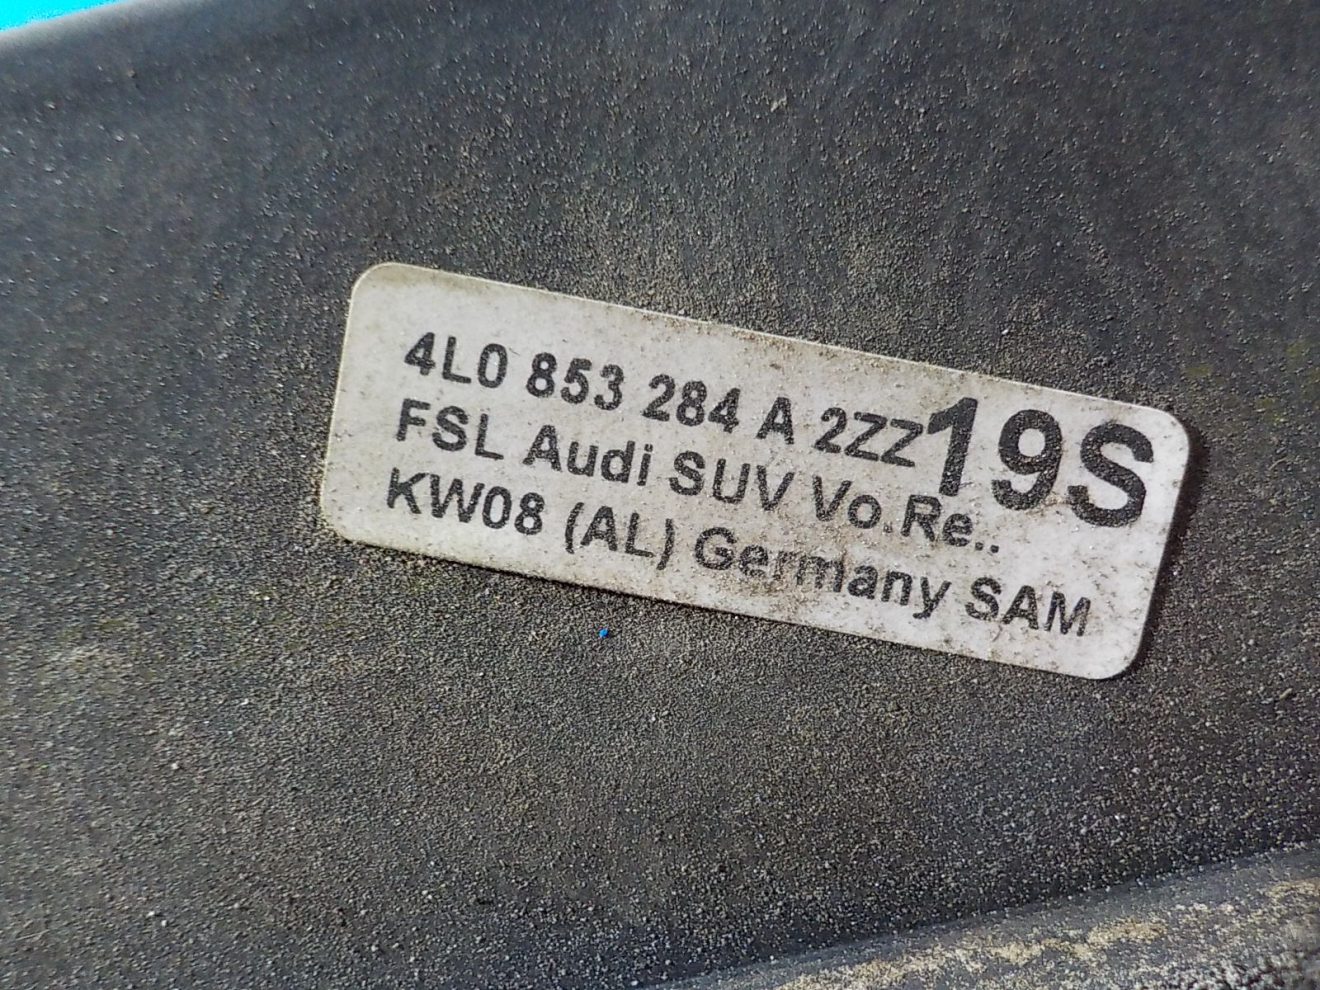 4L0 853 284 A 2ZZ 19S
FSL Audi SUV Vo.Re..
KW08 (AL) Germany SAM